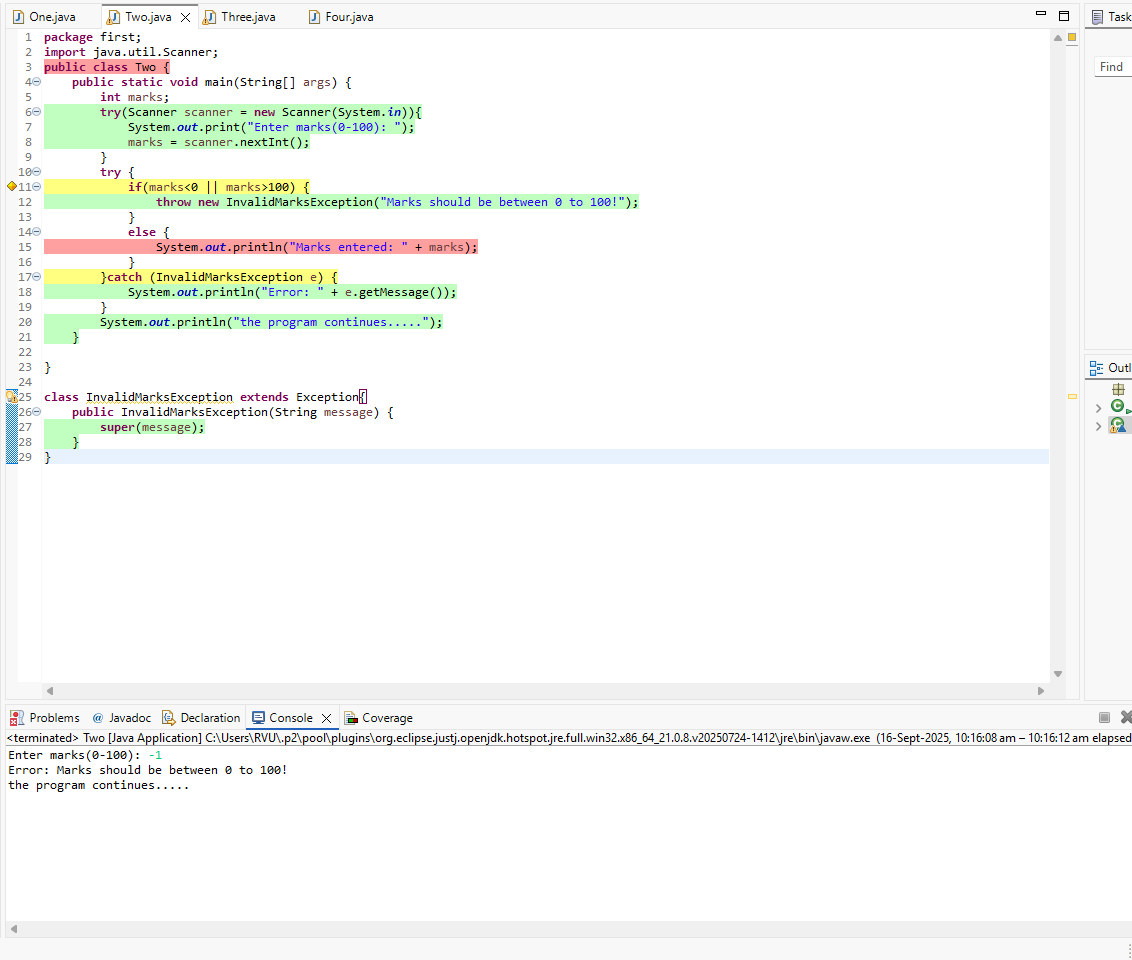 One.java Two.java Three.java Four.java Task
Find
1 package first;
2 import java.util.Scanner;
3 public class Two {
4 public static void main(String[] args) {
5 int marks;
6 try(Scanner scanner = new Scanner(System.in)){
7 System.out.print("Enter marks(0-100): ");
8 marks = scanner.nextInt();
9 }
10 try {
11 if(marks<0 || marks>100) {
12 throw new InvalidMarksException("Marks should be between 0 to 100!");
13 }
14 else {
15 System.out.println("Marks entered: " + marks);
16 }
17 }catch (InvalidMarksException e) {
18 System.out.println("Error: " + e.getMessage());
19 }
20 System.out.println("the program continues.....");
21 }
22
23 }
24
25 class InvalidMarksException extends Exception{
26 public InvalidMarksException(String message) {
27 super(message);
28 }
29 }
Outl
Problems @ Javadoc Declaration Console Coverage
<terminated> Two [Java Application] C:\Users\RVU\.p2\pool\plugins\org.eclipse.justj.openjdk.hotspot.jre.full.win32.x86_64_21.0.8.v20250724-1412\jre\bin\javaw.exe (16-Sept-2025, 10:16:08 am – 10:16:12 am elapsed
Enter marks(0-100): -1
Error: Marks should be between 0 to 100!
the program continues.....